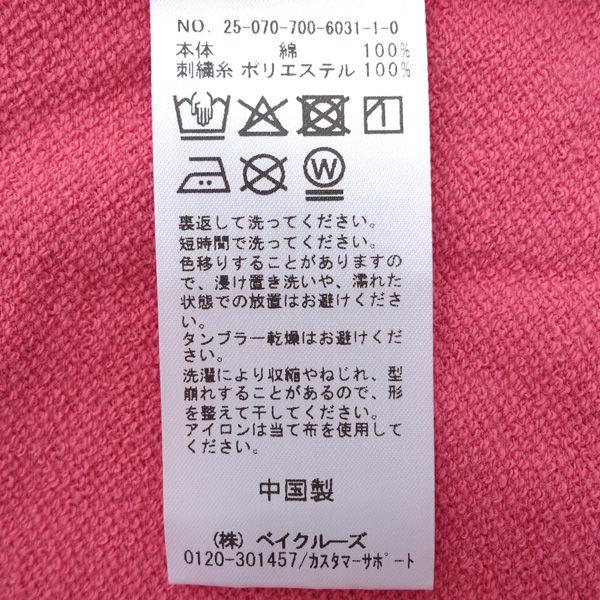 NO. 25-070-700-6031-1-0
本体 綿 100%
刺繍糸 ポリエステル 100%
W
裏返して洗ってください。
短時間で洗ってください。
色移りすることがありますの
で、浸け置き洗いや、濡れた
状態での放置はお避けくださ
い。
タンブラー乾燥はお避けくだ
さい。
洗濯により収縮やねじれ、型
崩れすることがあるので、形
を整えて干してください。
アイロンは当て布を使用して
ください。
中国製
(株) ベイクルーズ
0120-301457/カスタマーサポート